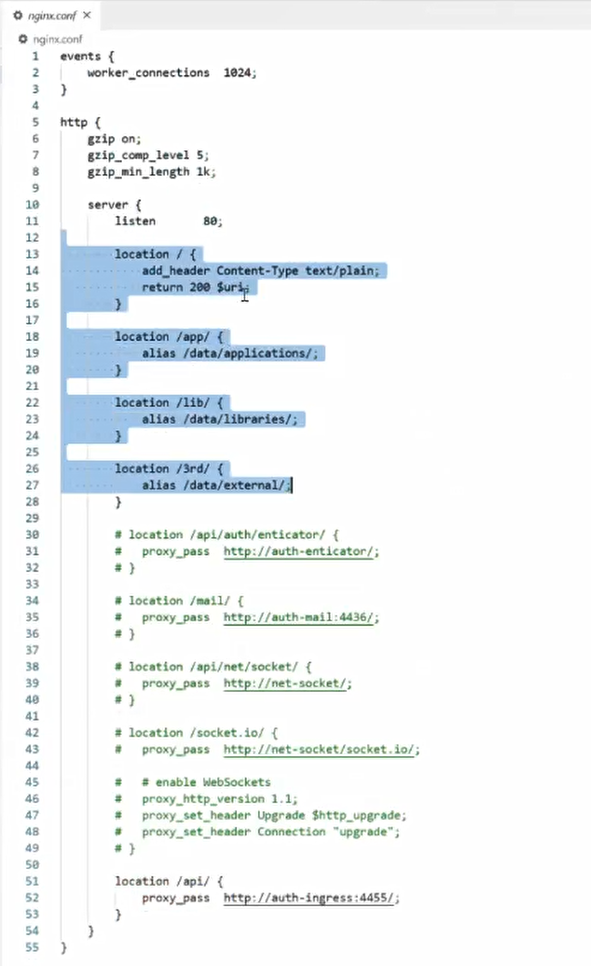 nginx.conf ×
nginx.conf
1 events {
2     worker_connections  1024;
3 }
4
5 http {
6     gzip on;
7     gzip_comp_level 5;
8     gzip_min_length 1k;
9
10     server {
11         listen       80;
12
13         location / {
14             add_header Content-Type text/plain;
15             return 200 $uri;
16         }
17
18         location /app/ {
19             alias /data/applications/;
20         }
21
22         location /lib/ {
23             alias /data/libraries/;
24         }
25
26         location /3rd/ {
27             alias /data/external/;
28         }
29
30         # location /api/auth/enticator/ {
31         #   proxy_pass  http://auth-enticator/;
32         # }
33
34         # location /mail/ {
35         #   proxy_pass  http://auth-mail:4436/;
36         # }
37
38         # location /api/net/socket/ {
39         #   proxy_pass  http://net-socket/;
40         # }
41
42         # location /socket.io/ {
43         #   proxy_pass  http://net-socket/socket.io/;
44
45         #   # enable WebSockets
46         #   proxy_http_version 1.1;
47         #   proxy_set_header Upgrade $http_upgrade;
48         #   proxy_set_header Connection "upgrade";
49         # }
50
51         location /api/ {
52             proxy_pass  http://auth-ingress:4455/;
53         }
54     }
55 }